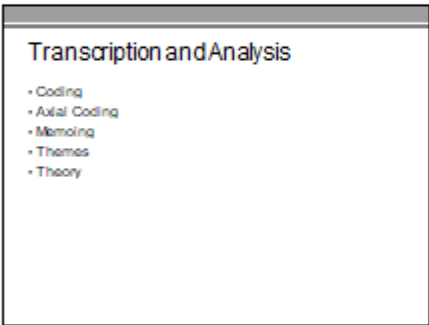 Transcription and Analysis
• Coding
• Axial Coding
• Memoing
• Themes
• Theory